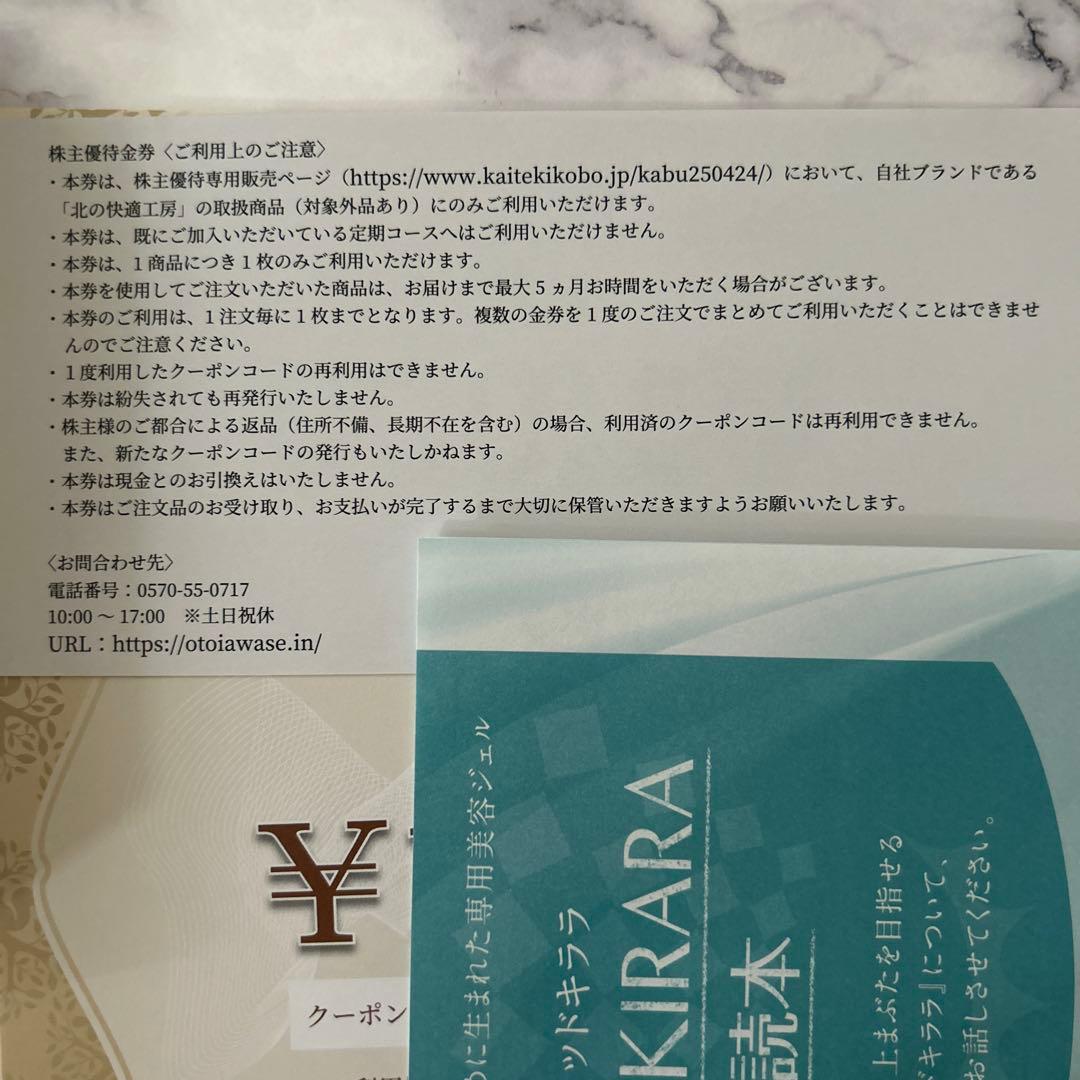 株主優待金券〈ご利用上のご注意〉
・本券は、株主優待専用販売ページ（https://www.kaitekikobo.jp/kabu250424/）において、自社ブランドである
「北の快適工房」の取扱商品（対象外品あり）にのみご利用いただけます。
・本券は、既にご加入いただいている定期コースへはご利用いただけません。
・本券は、1商品につき1枚のみご利用いただけます。
・本券を使用してご注文いただいた商品は、お届けまで最大5ヵ月お時間をいただく場合がございます。
・本券のご利用は、1注文毎に1枚までとなります。複数の金券を1度のご注文でまとめてご利用いただくことはできませ
んのでご注意ください。
・1度利用したクーポンコードの再利用はできません。
・本券は紛失されても再発行いたしません。
・株主様のご都合による返品（住所不備、長期不在を含む）の場合、利用済のクーポンコードは再利用できません。
また、新たなクーポンコードの発行もいたしかねます。
・本券は現金とのお引換えはいたしません。
・本券はご注文品のお受け取り、お支払いが完了するまで大切に保管いただきますようお願いいたします。
〈お問合わせ先〉
電話番号：0570-55-0717
10:00 ～ 17:00 ※土日祝休
URL：https://otoiawase.in/
¥
クーポン
に生まれた専用美容ジェル
ッドキララ
KIRARA
読本
上まぶたを目指せる
ドキララ』について、
お話しさせてください。